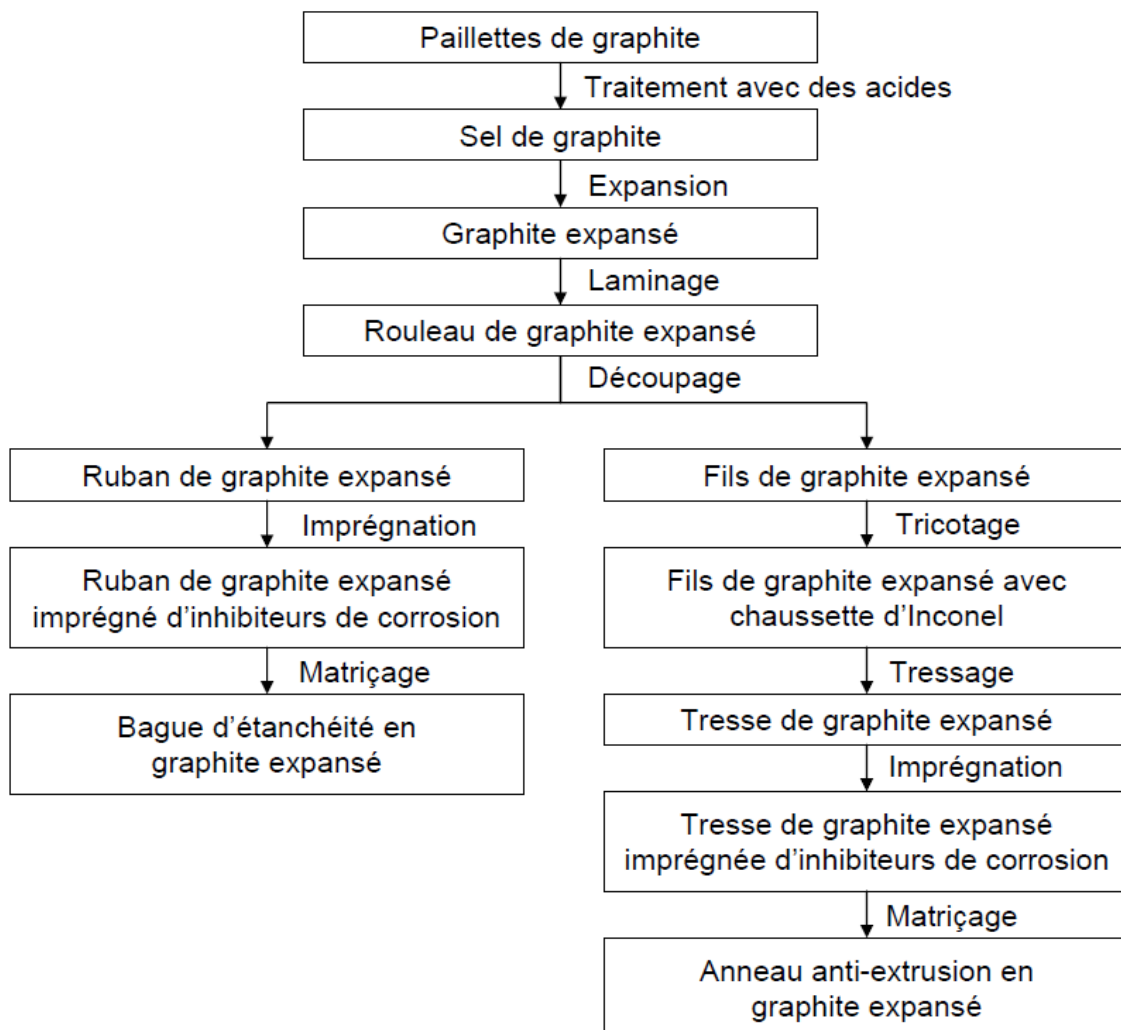 Paillettes de graphite
Traitement avec des acides
Sel de graphite
Expansion
Graphite expansé
Laminage
Rouleau de graphite expansé
Découpage
Ruban de graphite expansé
Imprégnation
Ruban de graphite expansé
imprégné d'inhibiteurs de corrosion
Matriçage
Bague d'étanchéité en
graphite expansé
Fils de graphite expansé
Tricotage
Fils de graphite expansé avec
chaussette d'Inconel
Tressage
Tresse de graphite expansé
Imprégnation
Tresse de graphite expansé
imprégnée d'inhibiteurs de corrosion
Matriçage
Anneau anti-extrusion en
graphite expansé